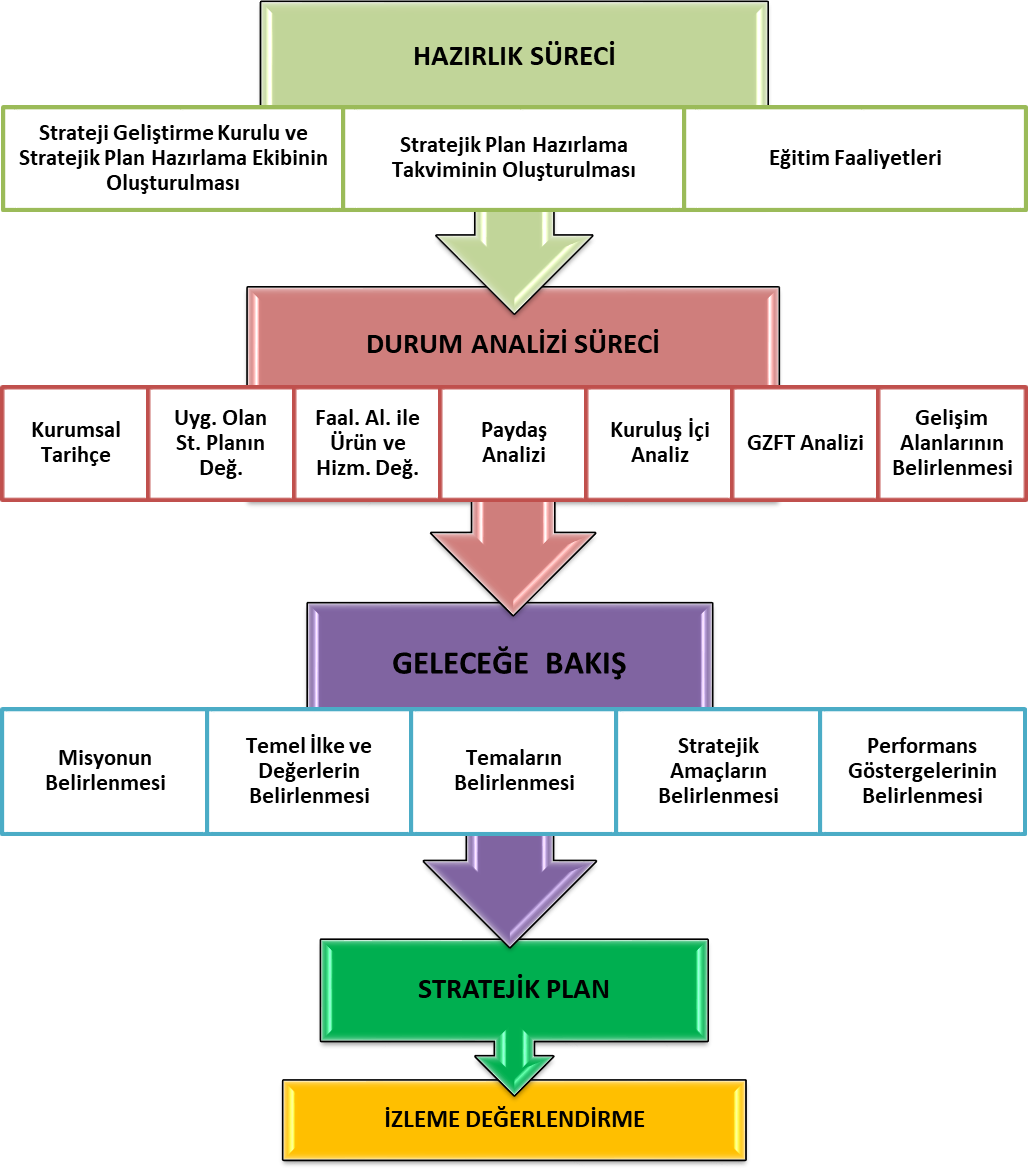 HAZIRLIK SÜRECİ
Strateji Geliştirme Kurulu ve
Stratejik Plan Hazırlama Ekibinin
Oluşturulması
Stratejik Plan Hazırlama
Takviminin Oluşturulması
Eğitim Faaliyetleri
DURUM ANALİZİ SÜRECİ
Kurumsal
Tarihçe
Uyg. Olan
St. Planın
Değ.
Faal. Al. ile
Ürün ve
Hizm. Değ.
Paydaş
Analizi
Kuruluş İçi
Analiz
GZFT Analizi
Gelişim
Alanlarının
Belirlenmesi
GELECEĞE BAKIŞ
Misyonun
Belirlenmesi
Temel İlke ve
Değerlerin
Belirlenmesi
Temaların
Belirlenmesi
Stratejik
Amaçların
Belirlenmesi
Performans
Göstergelerinin
Belirlenmesi
STRATEJİK PLAN
İZLEME DEĞERLENDİRME